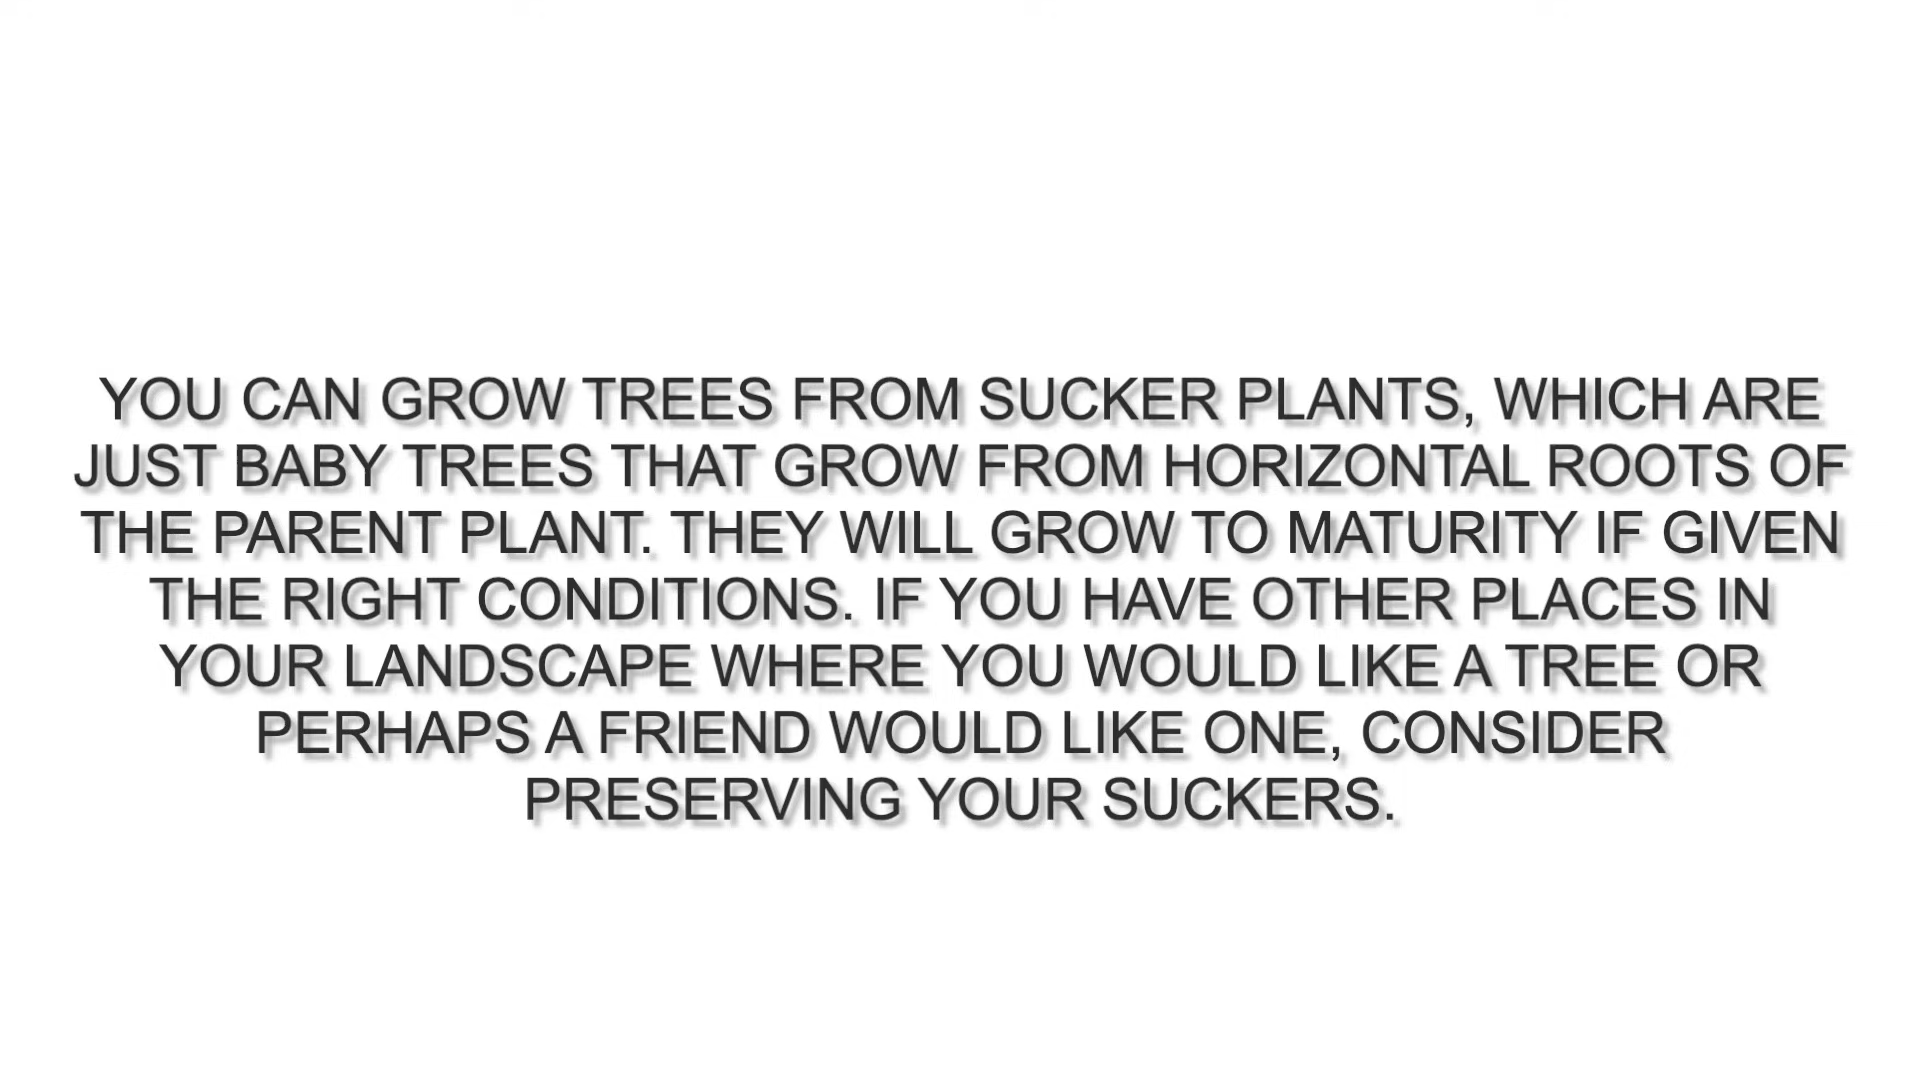 YOU CAN GROW TREES FROM SUCKER PLANTS, WHICH ARE
JUST BABY TREES THAT GROW FROM HORIZONTAL ROOTS OF
THE PARENT PLANT. THEY WILL GROW TO MATURITY IF GIVEN
THE RIGHT CONDITIONS. IF YOU HAVE OTHER PLACES IN
YOUR LANDSCAPE WHERE YOU WOULD LIKE A TREE OR
PERHAPS A FRIEND WOULD LIKE ONE, CONSIDER
PRESERVING YOUR SUCKERS.